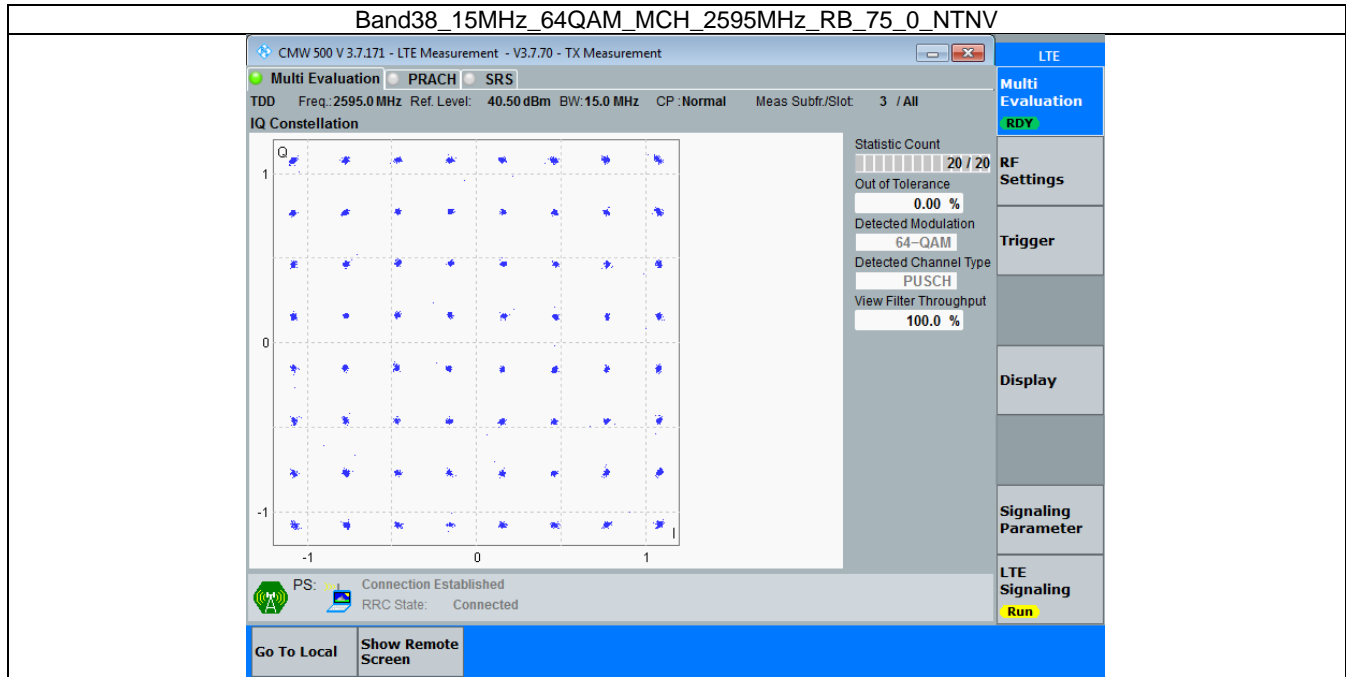 Band38_15MHz_64QAM_MCH_2595MHz_RB_75_0_NTNV
CMW 500 V 3.7.171 - LTE Measurement - V3.7.70 - TX Measurement
LTE
Multi Evaluation PRACH SRS
TDD Freq.: 2595.0 MHz Ref. Level: 40.50 dBm BW: 15.0 MHz CP : Normal Meas Subfr./Slot: 3 / All
IQ Constellation
Q
1
0
-1
-1 0 1
I
Statistic Count
20 / 20
Out of Tolerance
0.00 %
Detected Modulation
64-QAM
Detected Channel Type
PUSCH
View Filter Throughput
100.0 %
Multi
Evaluation
RDY
RF
Settings
Trigger
Display
Signaling
Parameter
LTE
Signaling
Run
PS: Connection Established
RRC State: Connected
Go To Local
Show Remote
Screen